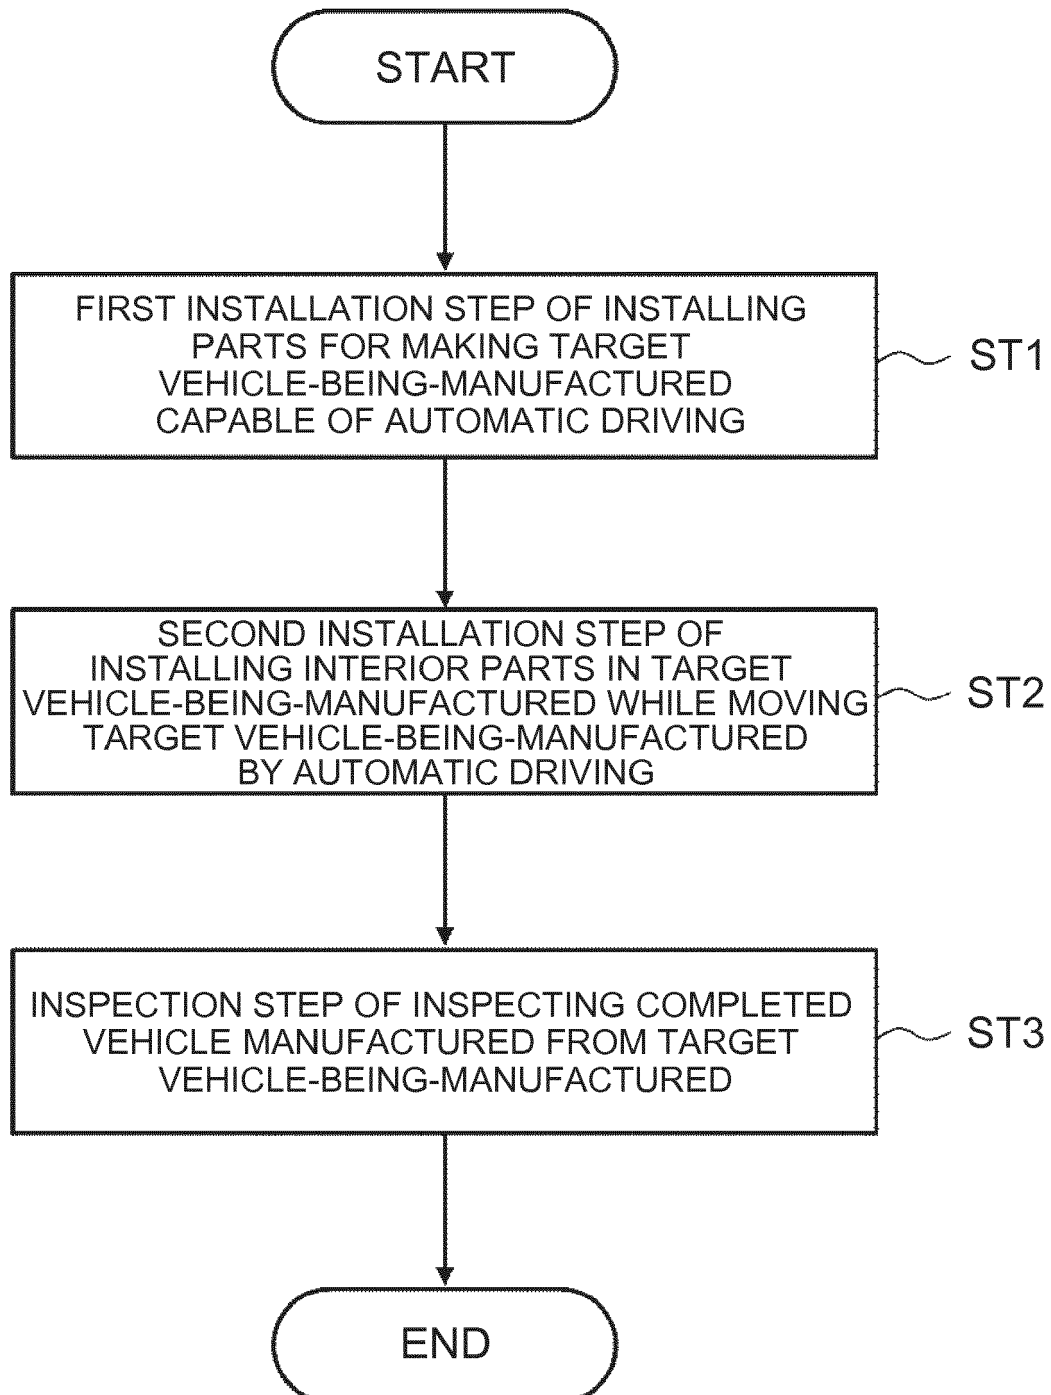 START
FIRST INSTALLATION STEP OF INSTALLING
PARTS FOR MAKING TARGET
VEHICLE-BEING-MANUFACTURED
CAPABLE OF AUTOMATIC DRIVING
ST1
SECOND INSTALLATION STEP OF
INSTALLING INTERIOR PARTS IN TARGET
VEHICLE-BEING-MANUFACTURED WHILE MOVING
TARGET VEHICLE-BEING-MANUFACTURED
BY AUTOMATIC DRIVING
ST2
INSPECTION STEP OF INSPECTING COMPLETED
VEHICLE MANUFACTURED FROM TARGET
VEHICLE-BEING-MANUFACTURED
ST3
END